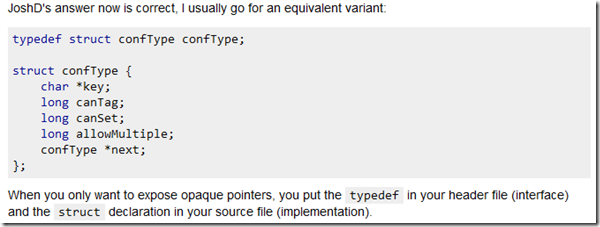 JoshD's answer now is correct, I usually go for an equivalent variant:
typedef struct confType confType;
struct confType {
    char *key;
    long canTag;
    long canSet;
    long allowMultiple;
    confType *next;
};
When you only want to expose opaque pointers, you put the typedef in your header file (interface)
and the struct declaration in your source file (implementation).